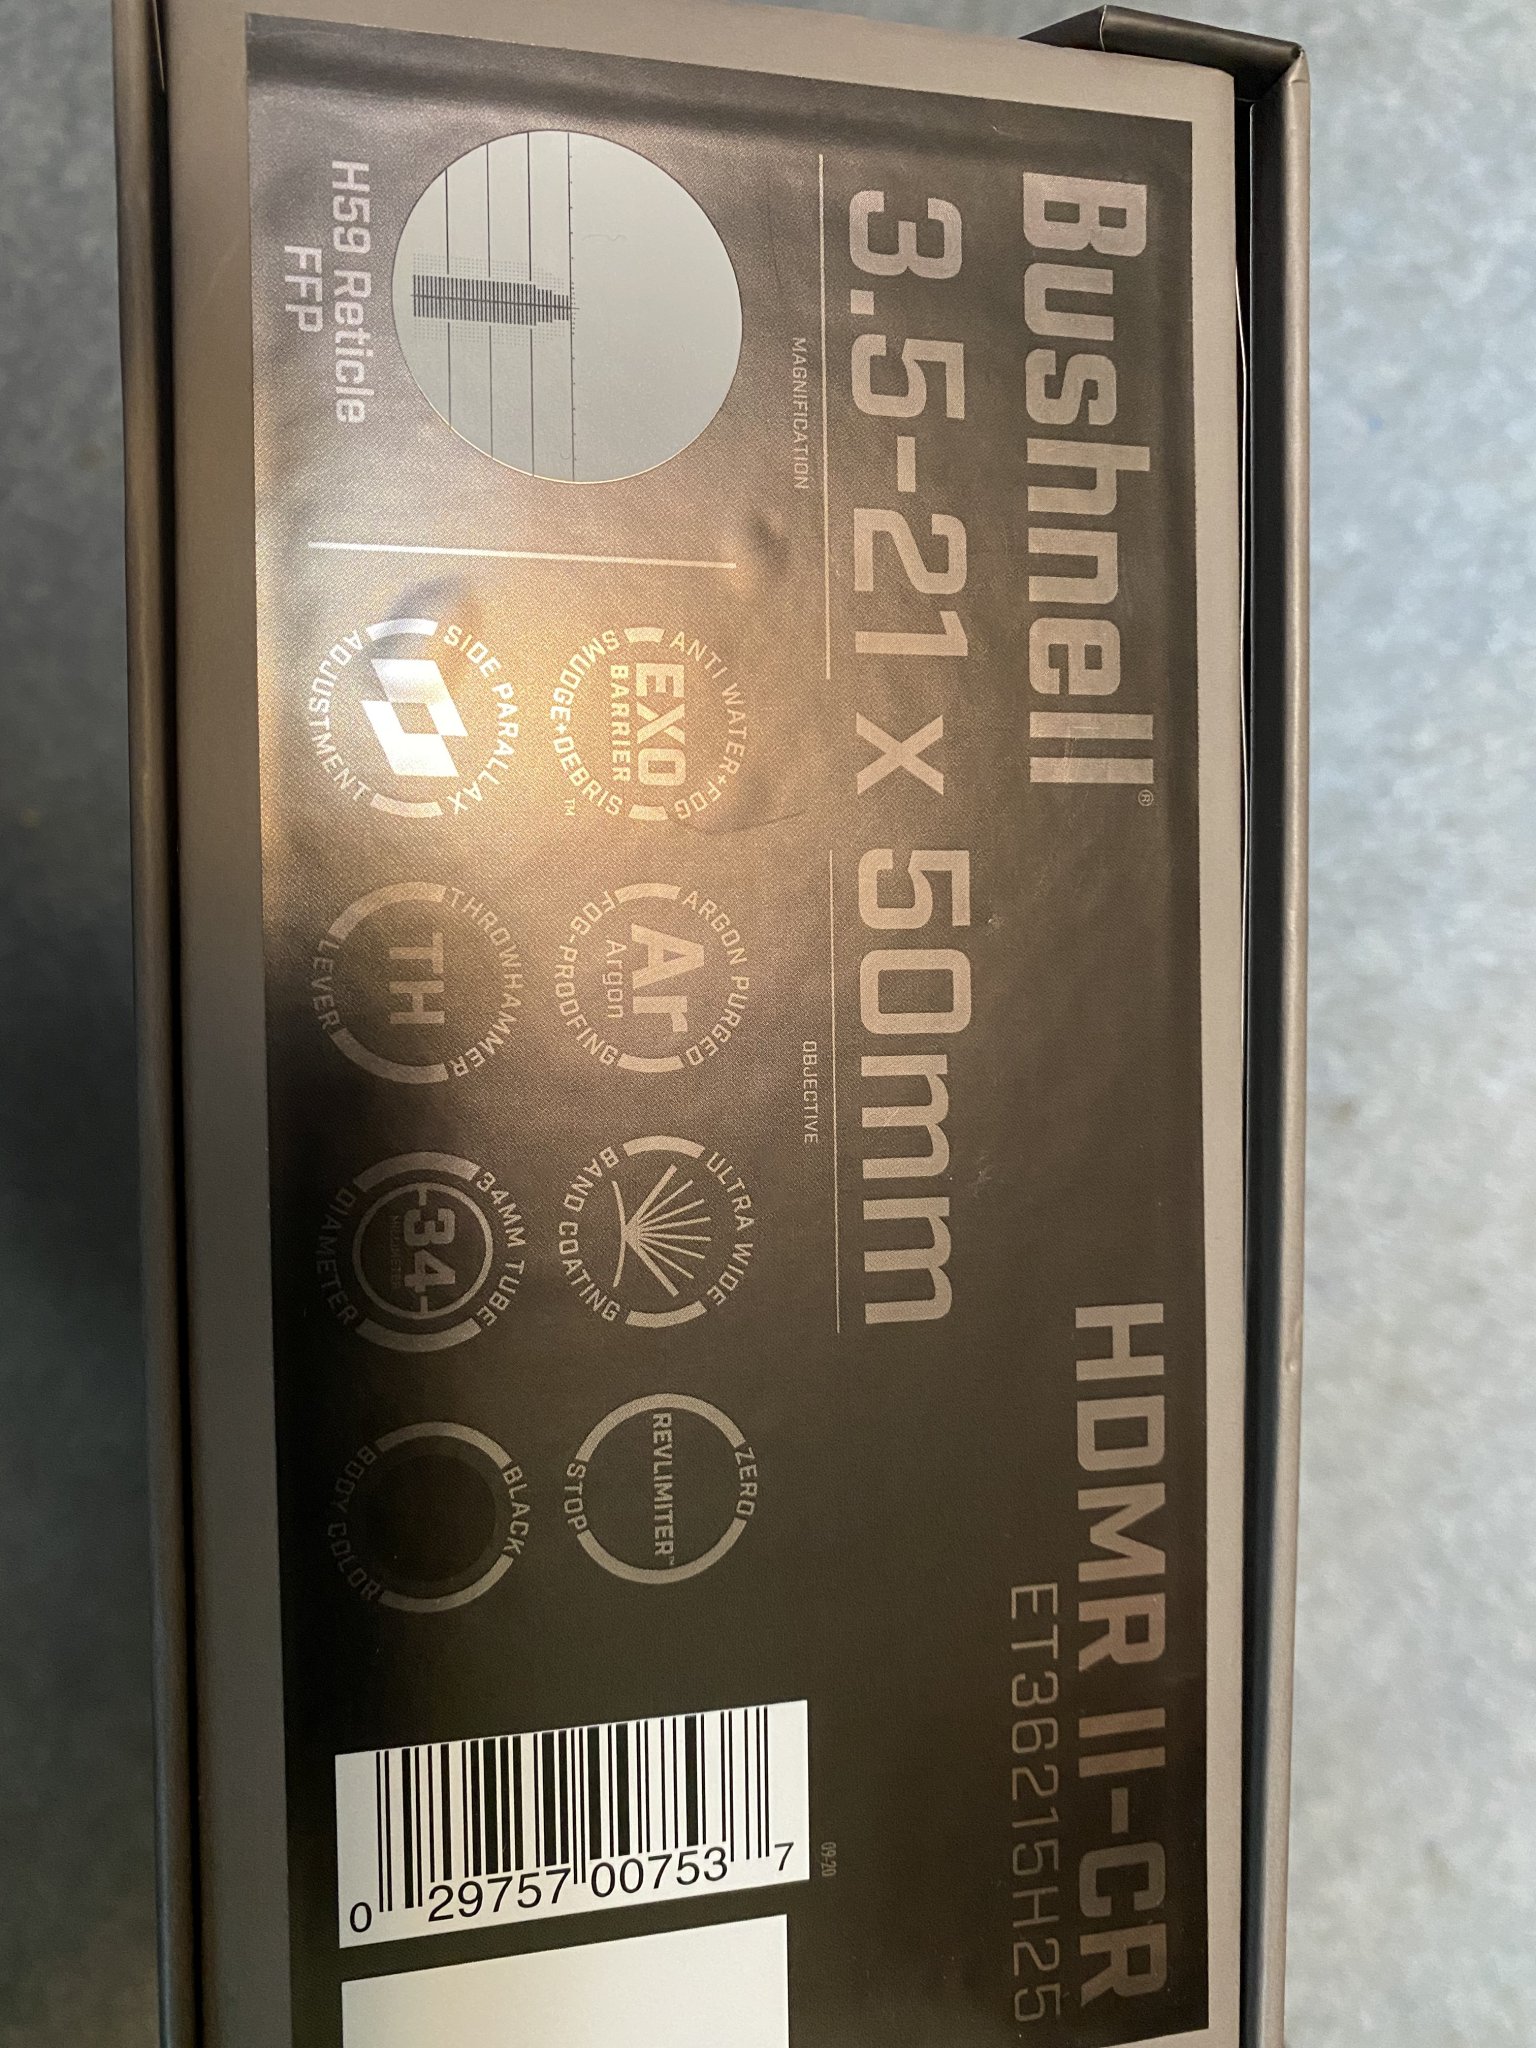 Bushnell®
HDMR II-CR
ET36215H25
3.5-21 x 50mm
MAGNIFICATION
OBJECTIVE
H59 Reticle
FFP
ANTI WATER+FOG
EXO
BARRIER
SMUDGE+DEBRIS
™
ARGON PURGED
Ar
Argon
FOG-PROOFING
ULTRA WIDE
BAND COATING
ZERO
REVLIMITER™
STOP
SIDE PARALLAX
ADJUSTMENT
THROWHAMMER
TH
LEVER
34MM TUBE
34
DIAMETER
BLACK
BODY COLOR
09-20
0 29757 00753 7